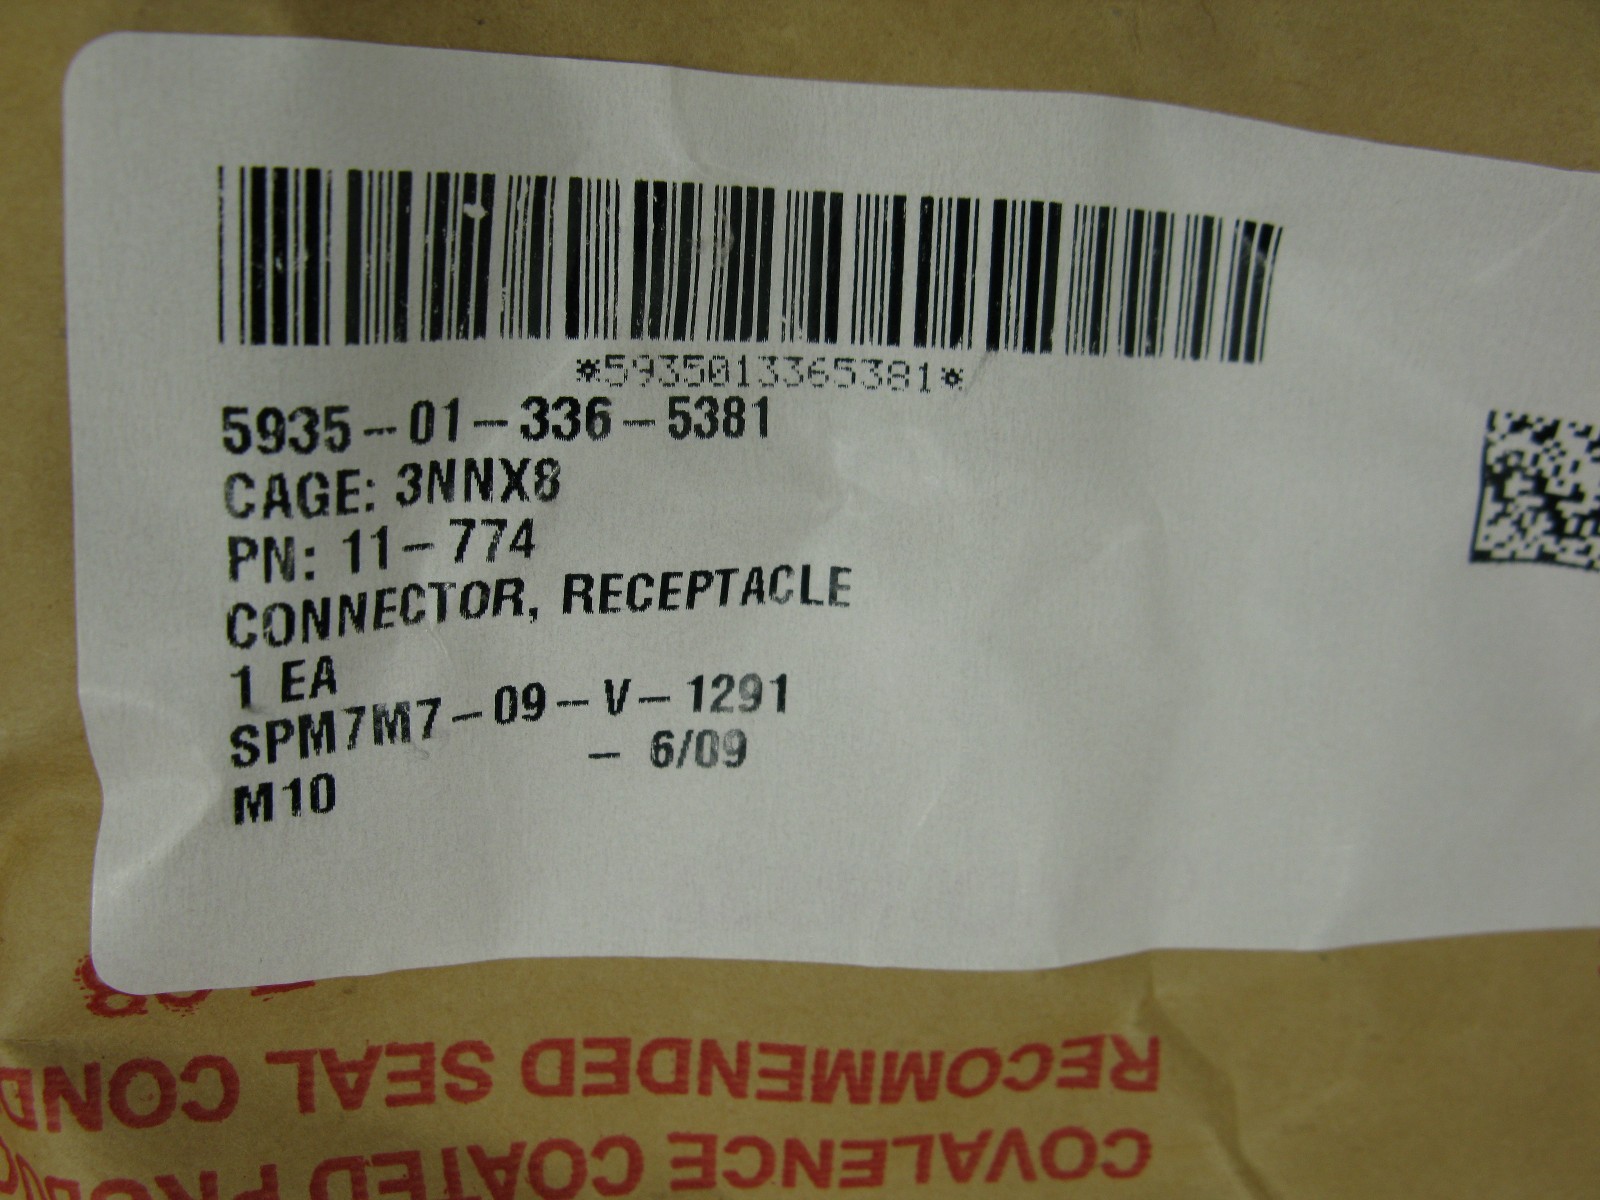 *5935013365381*
5935-01-336-5381
CAGE: 3NNX8
PN: 11-774
CONNECTOR, RECEPTACLE
1 EA
SPM7M7-09-V-1291
- 6/09
M10
COVALENCE COATED
RECOMMENDED SEAL